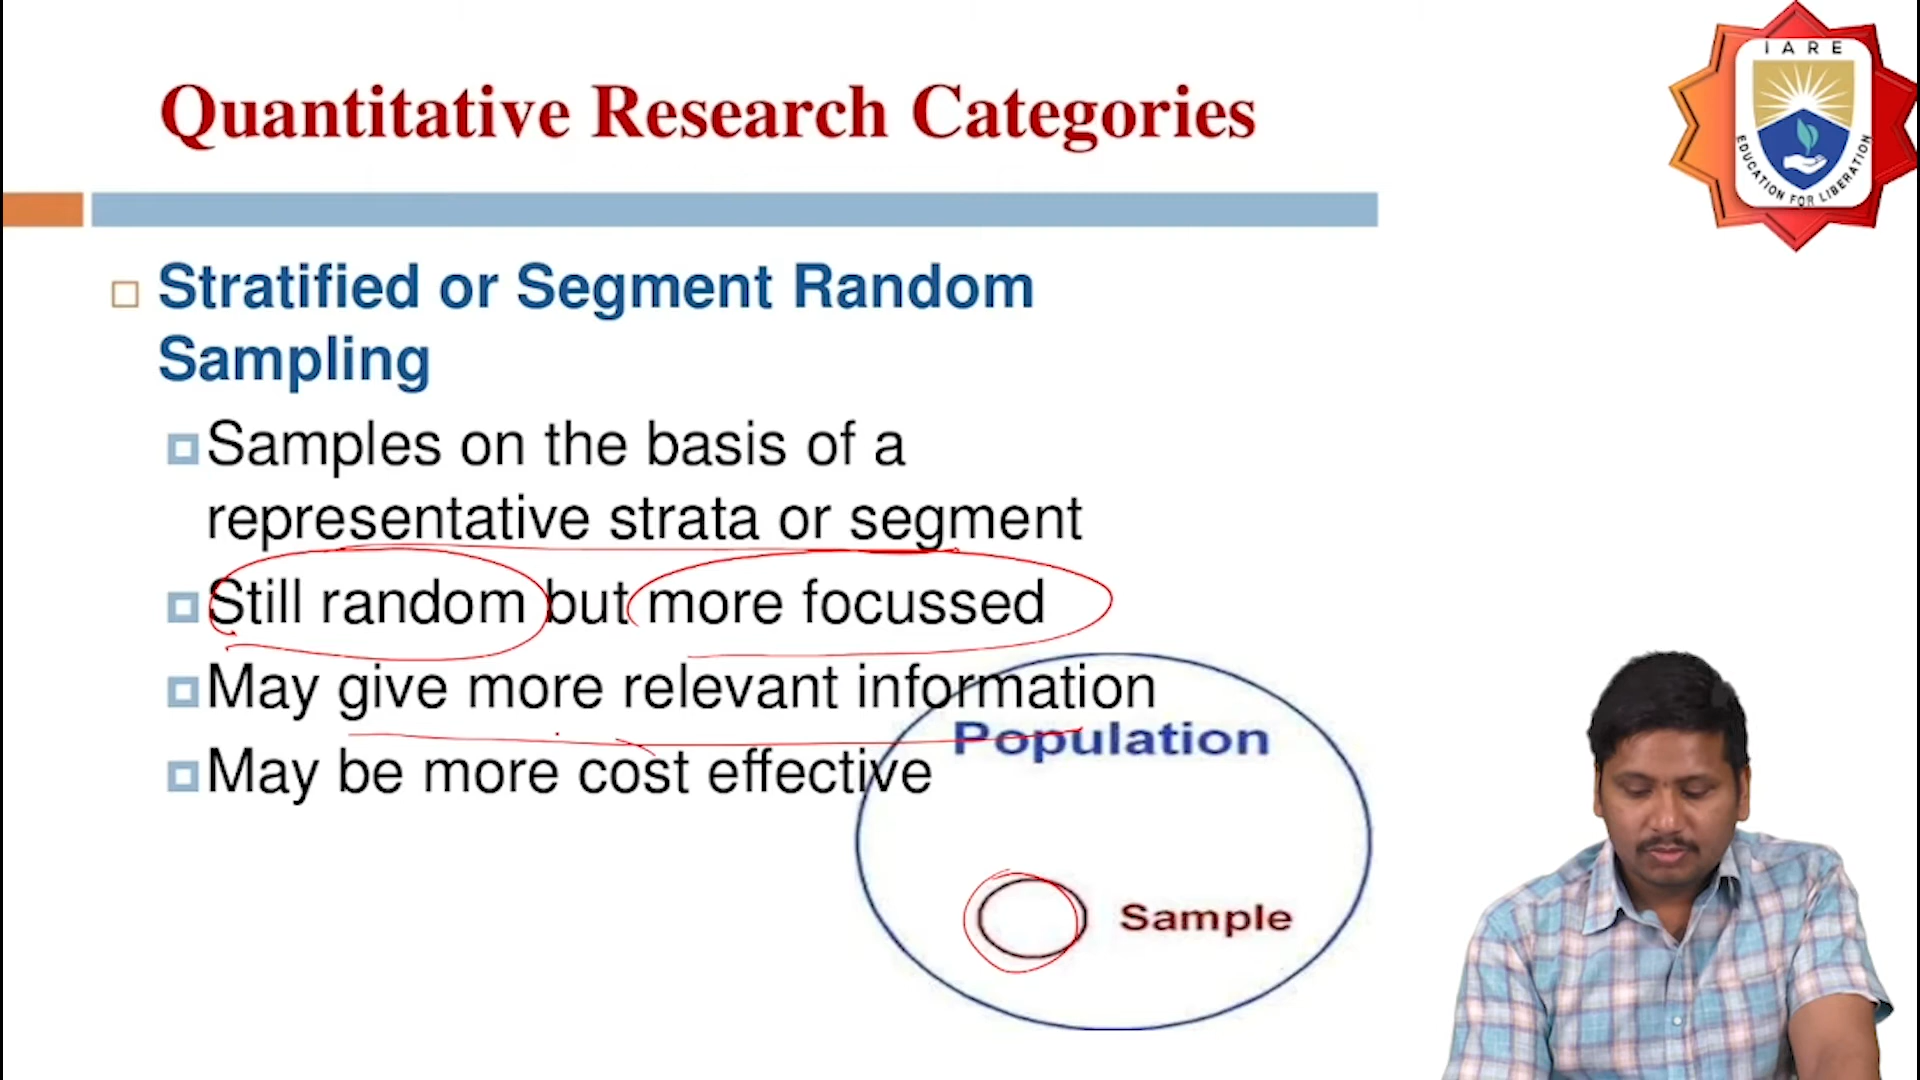 Quantitative Research Categories
IARE
EDUCATION FOR LIBERATION
Stratified or Segment Random
Sampling
Samples on the basis of a
representative strata or segment
Still random but more focussed
May give more relevant information
Population
May be more cost effective
Sample